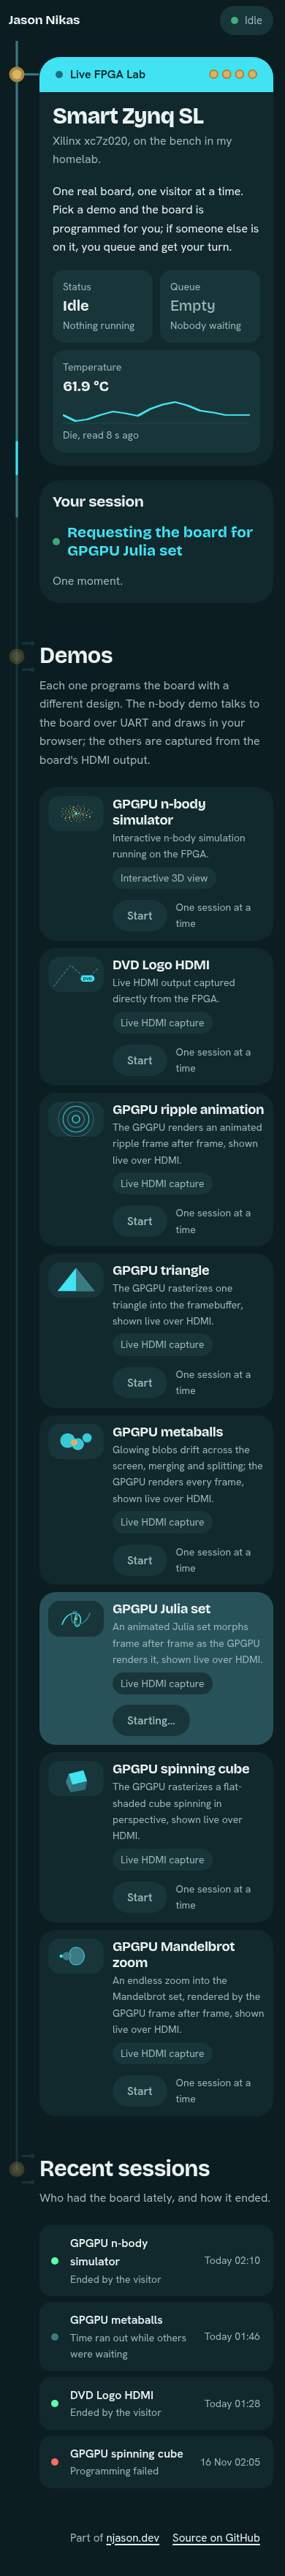 Jason Nikas
Idle
Live FPGA Lab
Smart Zynq SL
Xilinx xc7z020, on the bench in my
homelab.
One real board, one visitor at a time.
Pick a demo and the board is
programmed for you; if someone else is
on it, you queue and get your turn.
Status
Idle
Nothing running
Queue
Empty
Nobody waiting
Temperature
61.9 °C
Die, read 8 s ago
Your session
Requesting the board for
GPGPU Julia set
One moment.
Demos
Each one programs the board with a
different design. The n-body demo talks to
the board over UART and draws in your
browser; the others are captured from the
board's HDMI output.
GPGPU n-body
simulator
Interactive n-body simulation
running on the FPGA.
Interactive 3D view
Start
One session at a
time
DVD
DVD Logo HDMI
Live HDMI output captured
directly from the FPGA.
Live HDMI capture
Start
One session at a
time
GPGPU ripple animation
The GPGPU renders an animated
ripple frame after frame, shown
live over HDMI.
Live HDMI capture
Start
One session at a
time
GPGPU triangle
The GPGPU rasterizes one
triangle into the framebuffer,
shown live over HDMI.
Live HDMI capture
Start
One session at a
time
GPGPU metaballs
Glowing blobs drift across the
screen, merging and splitting; the
GPGPU renders every frame,
shown live over HDMI.
Live HDMI capture
Start
One session at a
time
GPGPU Julia set
An animated Julia set morphs
frame after frame as the GPGPU
renders it, shown live over HDMI.
Live HDMI capture
Starting…
GPGPU spinning cube
The GPGPU rasterizes a flat-
shaded cube spinning in
perspective, shown live over
HDMI.
Live HDMI capture
Start
One session at a
time
GPGPU Mandelbrot
zoom
An endless zoom into the
Mandelbrot set, rendered by the
GPGPU frame after frame, shown
live over HDMI.
Live HDMI capture
Start
One session at a
time
Recent sessions
Who had the board lately, and how it ended.
GPGPU n-body
simulator
Ended by the visitor
Today 02:10
GPGPU metaballs
Time ran out while others
were waiting
Today 01:46
DVD Logo HDMI
Ended by the visitor
Today 01:28
GPGPU spinning cube
Programming failed
16 Nov 02:05
Part of njason.dev
Source on GitHub